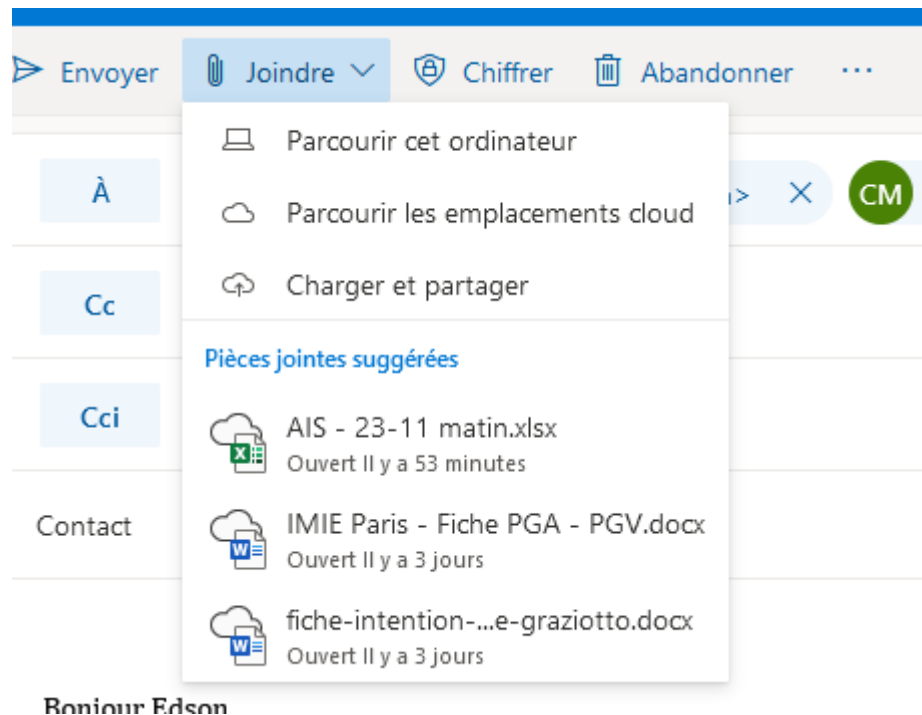 Envoyer Joindre Chiffrer Abandonner ...
Parcourir cet ordinateur
À
> CM
Parcourir les emplacements cloud
Charger et partager
Cc
Pièces jointes suggérées
Cci
AIS - 23-11 matin.xlsx
Ouvert Il y a 53 minutes
Contact
IMIE Paris - Fiche PGA - PGV.docx
Ouvert Il y a 3 jours
fiche-intention-...e-graziotto.docx
Ouvert Il y a 3 jours
Bonjour Edson